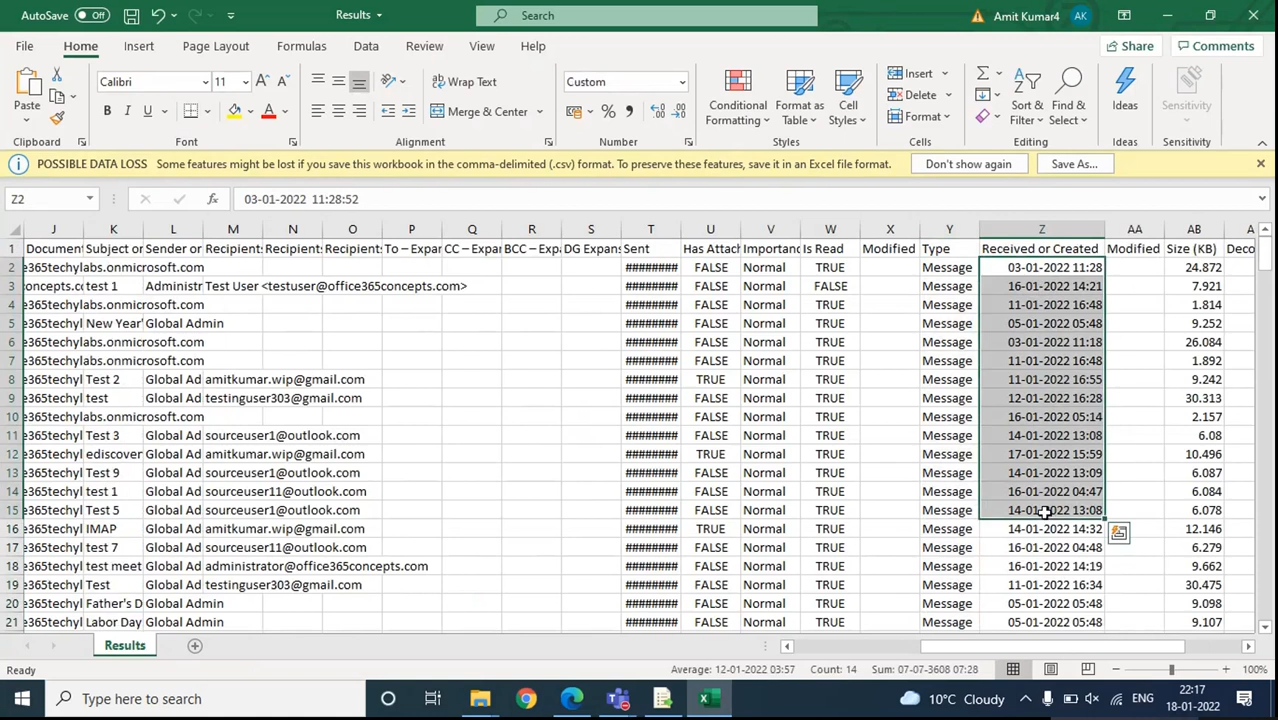 AutoSave Off Results Search Amit Kumar4 AK
File Home Insert Page Layout Formulas Data Review View Help Share Comments
Paste Calibri 11 Wrap Text Custom Insert
B I U Merge & Center Conditional Formatting Format as Table Cell Styles Delete Format Sort & Filter Find & Select Ideas Sensitivity
Clipboard Font Alignment Number Styles Cells Editing Ideas Sensitivity
POSSIBLE DATA LOSS Some features might be lost if you save this workbook in the comma-delimited (.csv) format. To preserve these features, save it in an Excel file format. Don't show again Save As...
Z2 fx 03-01-2022 11:28:52
J K L M N O P Q R S T U V W X Y Z AA AB A
1 Document Subject or Sender or Recipients Recipients Recipient To – Expar CC – Expar BCC – Expar DG Expans Sent Has Attach Importanc Is Read Modified Type Received or Created Modified Size (KB) Deco
2 e365techylabs.onmicrosoft.com ######## FALSE Normal TRUE Message 03-01-2022 11:28 24.872
3 concepts.co test 1 Administr Test User <testuser@office365concepts.com> ######## FALSE Normal FALSE Message 16-01-2022 14:21 7.921
4 e365techylabs.onmicrosoft.com ######## FALSE Normal TRUE Message 11-01-2022 16:48 1.814
5 e365techyl New Year' Global Admin ######## FALSE Normal TRUE Message 05-01-2022 05:48 9.252
6 e365techylabs.onmicrosoft.com ######## FALSE Normal TRUE Message 03-01-2022 11:18 26.084
7 e365techylabs.onmicrosoft.com ######## FALSE Normal TRUE Message 11-01-2022 16:48 1.892
8 e365techyl Test 2 Global Ad amitkumar.wip@gmail.com ######## TRUE Normal TRUE Message 11-01-2022 16:55 9.242
9 e365techyl test Global Ad testinguser303@gmail.com ######## FALSE Normal TRUE Message 12-01-2022 16:28 30.313
10 e365techylabs.onmicrosoft.com ######## FALSE Normal TRUE Message 16-01-2022 05:14 2.157
11 e365techyl Test 3 Global Ad sourceuser1@outlook.com ######## FALSE Normal TRUE Message 14-01-2022 13:08 6.08
12 e365techyl ediscover Global Ad amitkumar.wip@gmail.com ######## TRUE Normal TRUE Message 17-01-2022 15:59 10.496
13 e365techyl Test 9 Global Ad sourceuser1@outlook.com ######## FALSE Normal TRUE Message 14-01-2022 13:09 6.087
14 e365techyl test 1 Global Ad sourceuser11@outlook.com ######## FALSE Normal TRUE Message 16-01-2022 04:47 6.084
15 e365techyl Test 5 Global Ad sourceuser1@outlook.com ######## FALSE Normal TRUE Message 14-01-2022 13:08 6.078
16 e365techyl IMAP Global Ad amitkumar.wip@gmail.com ######## TRUE Normal TRUE Message 14-01-2022 14:32 12.146
17 e365techyl test 7 Global Ad sourceuser11@outlook.com ######## FALSE Normal TRUE Message 16-01-2022 04:48 6.279
18 e365techyl test meet Global Ad administrator@office365concepts.com ######## FALSE Normal TRUE Message 16-01-2022 14:19 9.662
19 e365techyl Test Global Ad testinguser303@gmail.com ######## FALSE Normal TRUE Message 11-01-2022 16:34 30.475
20 e365techyl Father's D Global Admin ######## FALSE Normal TRUE Message 05-01-2022 05:48 9.098
21 e365techyl Labor Day Global Admin ######## FALSE Normal TRUE Message 05-01-2022 05:48 9.107
Results
Ready Average: 12-01-2022 03:57 Count: 14 Sum: 07-07-3608 07:28 100%
Type here to search 10°C Cloudy ENG 22:17
18-01-2022